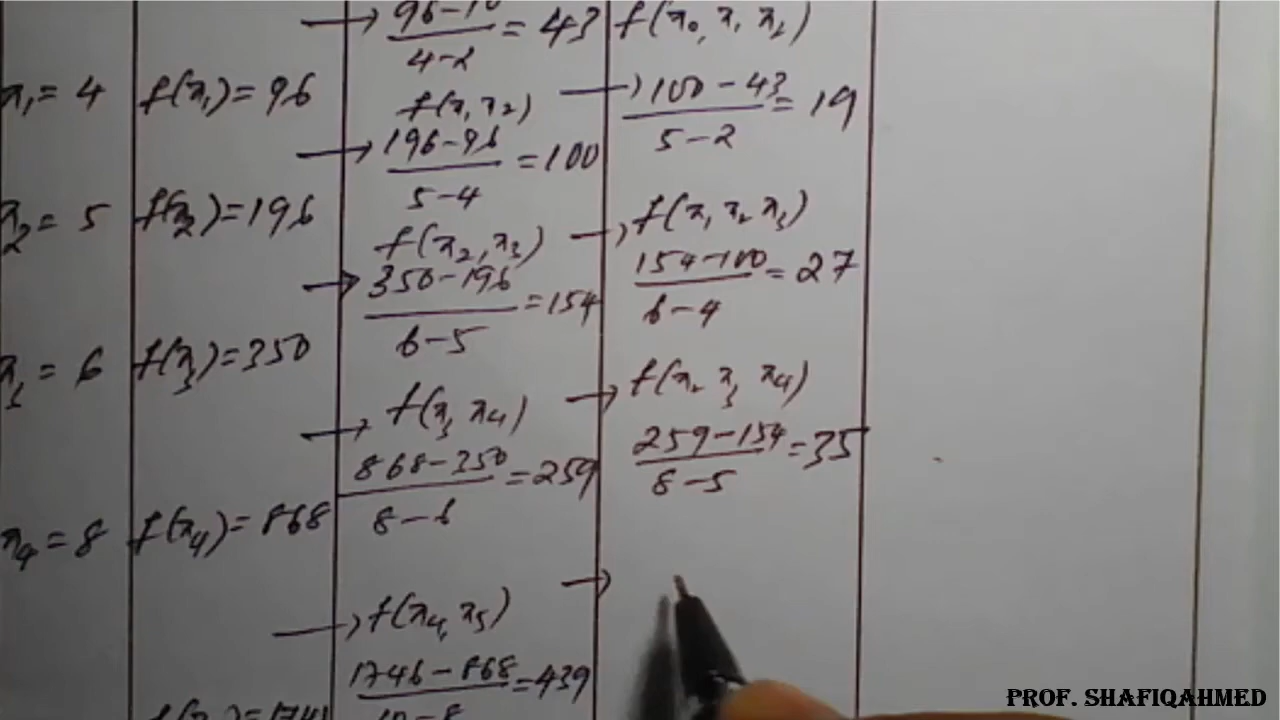 96-10/4-2 = 43 f(x0, x1 x2)
x1 = 4 f(x1) = 96 f(x1 x2) 100-43/5-2 = 19
196-96/5-4 = 100
x2 = 5 f(x2) = 196 f(x2, x3) f(x1 x2 x3)
350-196/6-5 = 154 154-100/6-4 = 27
x3 = 6 f(x3) = 350 f(x3 x4) f(x2 x3 x4)
868-350/8-6 = 259 259-154/8-5 = 35
x4 = 8 f(x4) = 868
f(x4, x5)
1746-868/10-8 = 439
PROF. SHAFIQAHMED